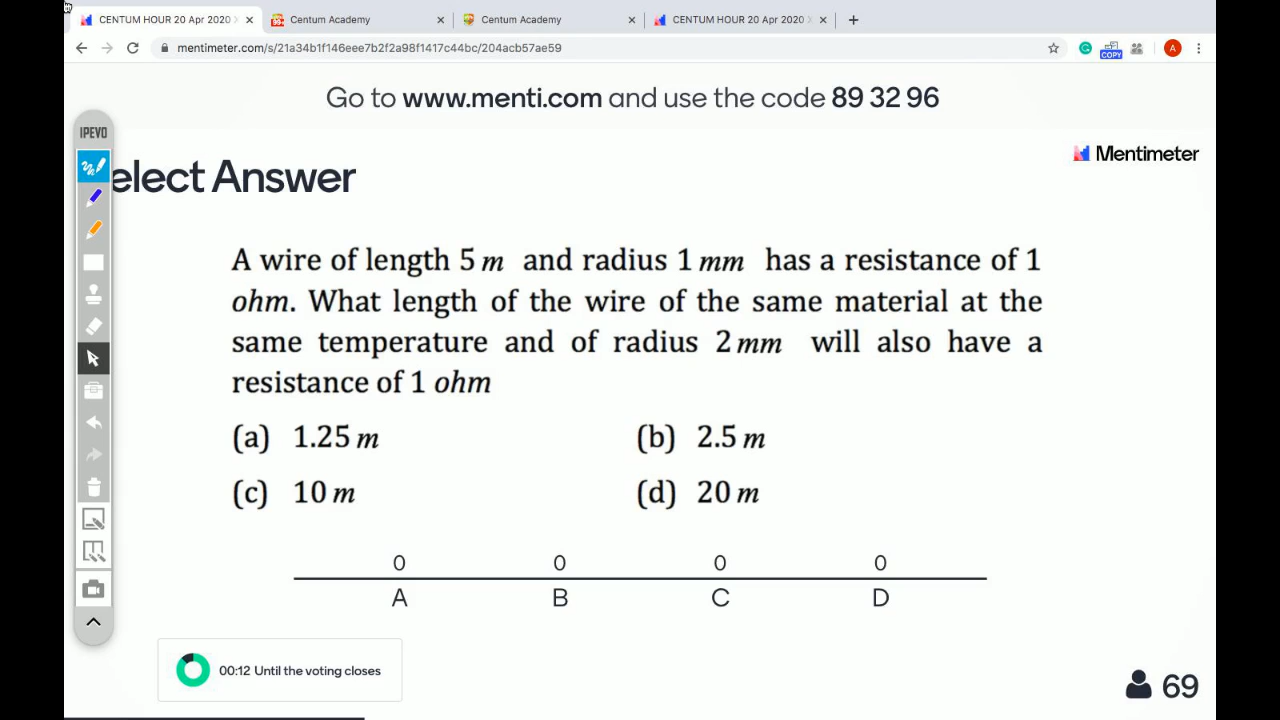 CENTUM HOUR 20 Apr 2020
Centum Academy
Centum Academy
CENTUM HOUR 20 Apr 2020
mentimeter.com/s/21a34b1f146eee7b2f2a98f1417c44bc/204acb57ae59
COPY
A
Go to www.menti.com and use the code 89 32 96
IPEVO
Mentimeter
elect Answer
A wire of length 5 m and radius 1 mm has a resistance of 1
ohm. What length of the wire of the same material at the
same temperature and of radius 2 mm will also have a
resistance of 1 ohm
(a) 1.25 m (b) 2.5 m
(c) 10 m (d) 20 m
0 0 0 0
A B C D
00:12 Until the voting closes
69